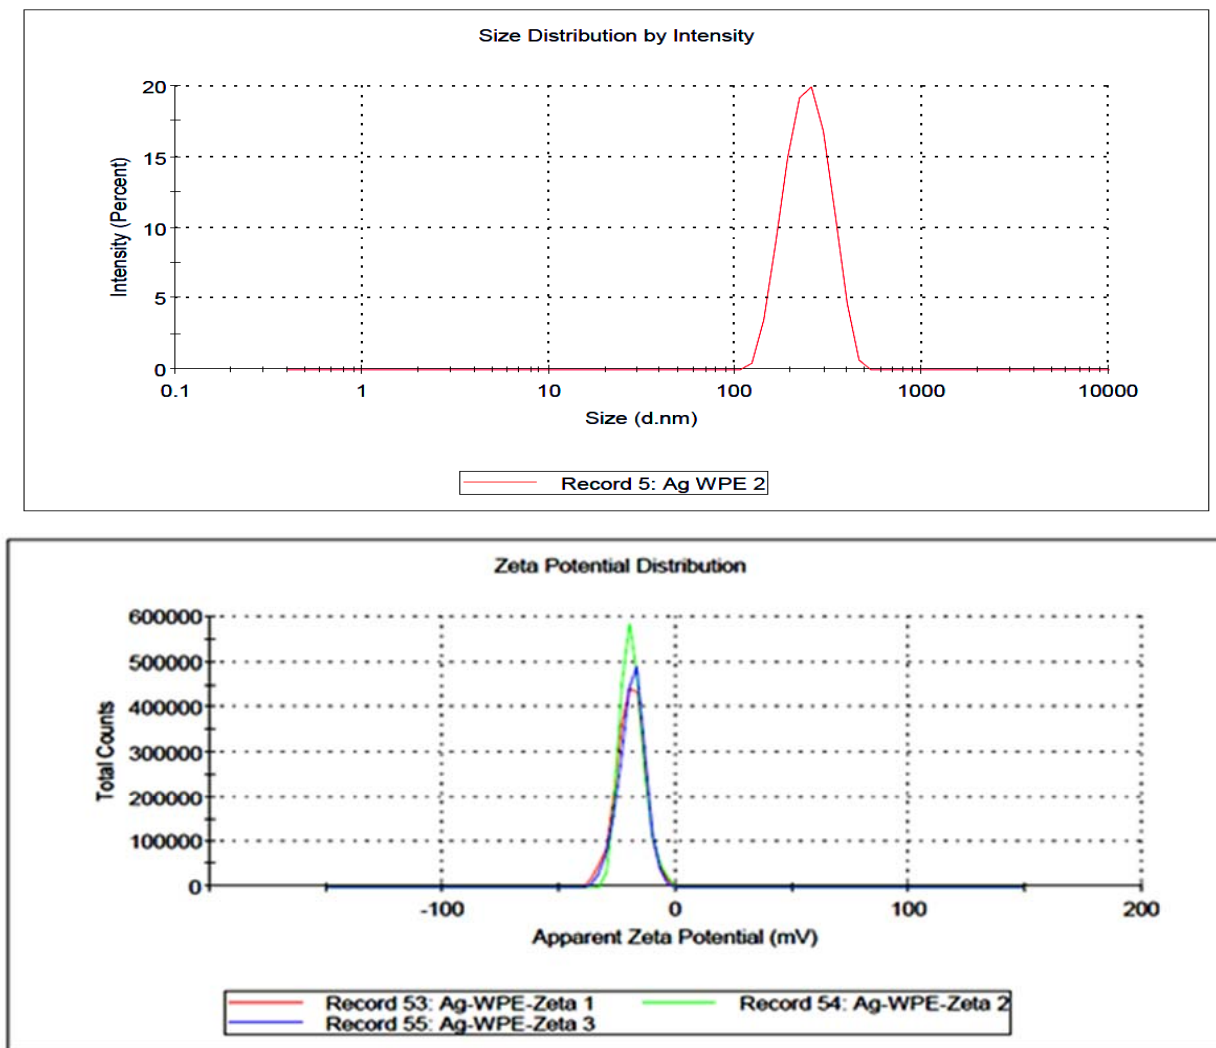 Size Distribution by Intensity
20
15
10
5
0
Intensity (Percent)
0.1 1 10 100 1000 10000
Size (d.nm)
Record 5: Ag WPE 2
Zeta Potential Distribution
600000
500000
400000
300000
200000
100000
0
Total Counts
-100 0 100 200
Apparent Zeta Potential (mV)
Record 53: Ag-WPE-Zeta 1 Record 54: Ag-WPE-Zeta 2
Record 55: Ag-WPE-Zeta 3